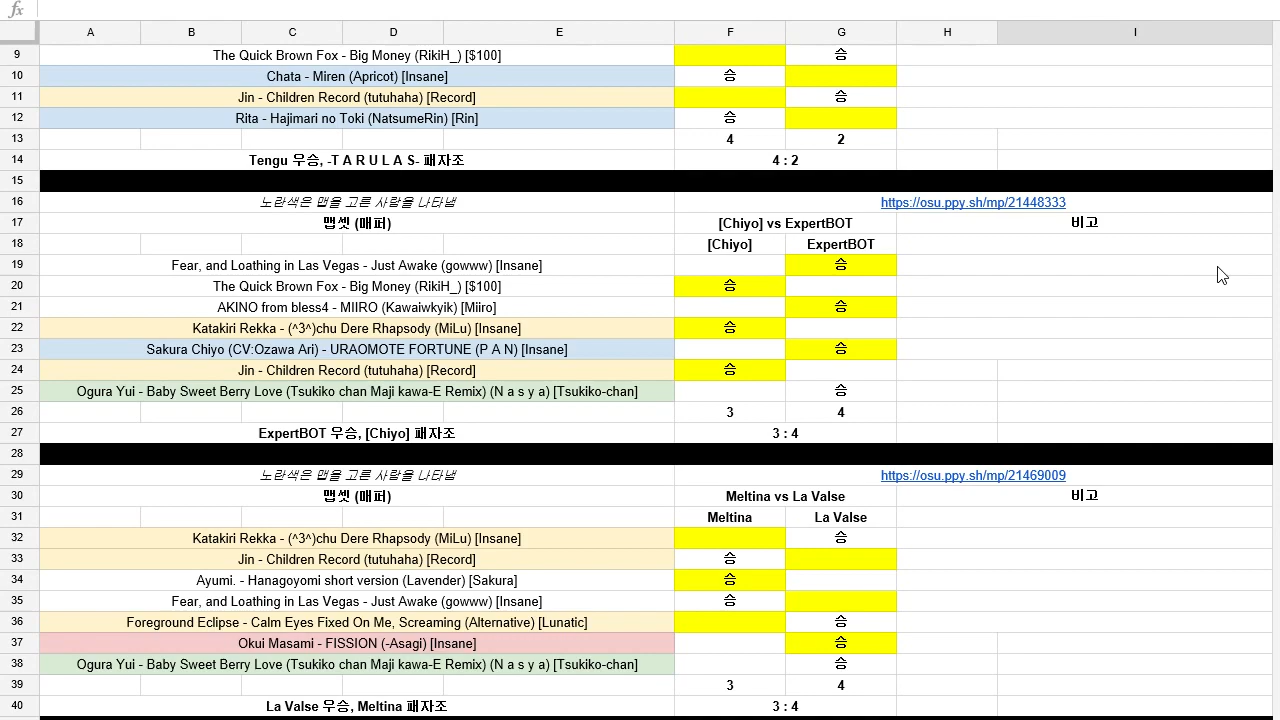 fx
A B C D E F G H I
9 The Quick Brown Fox - Big Money (RikiH_) [$100] 승
10 Chata - Miren (Apricot) [Insane] 승
11 Jin - Children Record (tutuhaha) [Record] 승
12 Rita - Hajimari no Toki (NatsumeRin) [Rin] 승
13 4 2
14 Tengu 우승, -T A R U L A S- 패자조 4 : 2
15
16 노란색은 맵을 고른 사람을 나타냄 https://osu.ppy.sh/mp/21448333
17 맵셋 (매퍼) [Chiyo] vs ExpertBOT 비고
18 [Chiyo] ExpertBOT
19 Fear, and Loathing in Las Vegas - Just Awake (gowww) [Insane] 승
20 The Quick Brown Fox - Big Money (RikiH_) [$100] 승
21 AKINO from bless4 - MIIRO (Kawaiwkyik) [Miiro] 승
22 Katakiri Rekka - (^3^)chu Dere Rhapsody (MiLu) [Insane] 승
23 Sakura Chiyo (CV:Ozawa Ari) - URAOMOTE FORTUNE (P A N) [Insane] 승
24 Jin - Children Record (tutuhaha) [Record] 승
25 Ogura Yui - Baby Sweet Berry Love (Tsukiko chan Maji kawa-E Remix) (N a s y a) [Tsukiko-chan] 승
26 3 4
27 ExpertBOT 우승, [Chiyo] 패자조 3 : 4
28
29 노란색은 맵을 고른 사람을 나타냄 https://osu.ppy.sh/mp/21469009
30 맵셋 (매퍼) Meltina vs La Valse 비고
31 Meltina La Valse
32 Katakiri Rekka - (^3^)chu Dere Rhapsody (MiLu) [Insane] 승
33 Jin - Children Record (tutuhaha) [Record] 승
34 Ayumi. - Hanagoyomi short version (Lavender) [Sakura] 승
35 Fear, and Loathing in Las Vegas - Just Awake (gowww) [Insane] 승
36 Foreground Eclipse - Calm Eyes Fixed On Me, Screaming (Alternative) [Lunatic] 승
37 Okui Masami - FISSION (-Asagi) [Insane] 승
38 Ogura Yui - Baby Sweet Berry Love (Tsukiko chan Maji kawa-E Remix) (N a s y a) [Tsukiko-chan] 승
39 3 4
40 La Valse 우승, Meltina 패자조 3 : 4